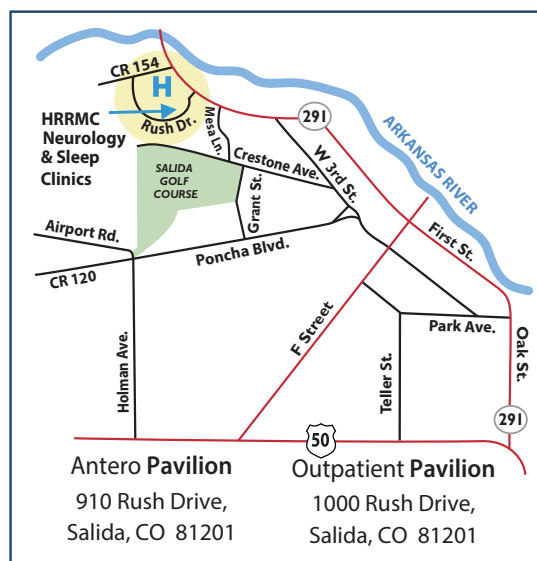 CR 154
H
HRRMC
Neurology
& Sleep
Clinics
Rush Dr.
Mesa Ln.
291
ARKANSAS RIVER
SALIDA
GOLF
COURSE
Crestone Ave.
W 3rd St.
Grant St.
Airport Rd.
Poncha Blvd.
CR 120
First St.
F Street
Park Ave.
Holman Ave.
Teller St.
Oak St.
291
50
Antero Pavilion
910 Rush Drive,
Salida, CO 81201
Outpatient Pavilion
1000 Rush Drive,
Salida, CO 81201